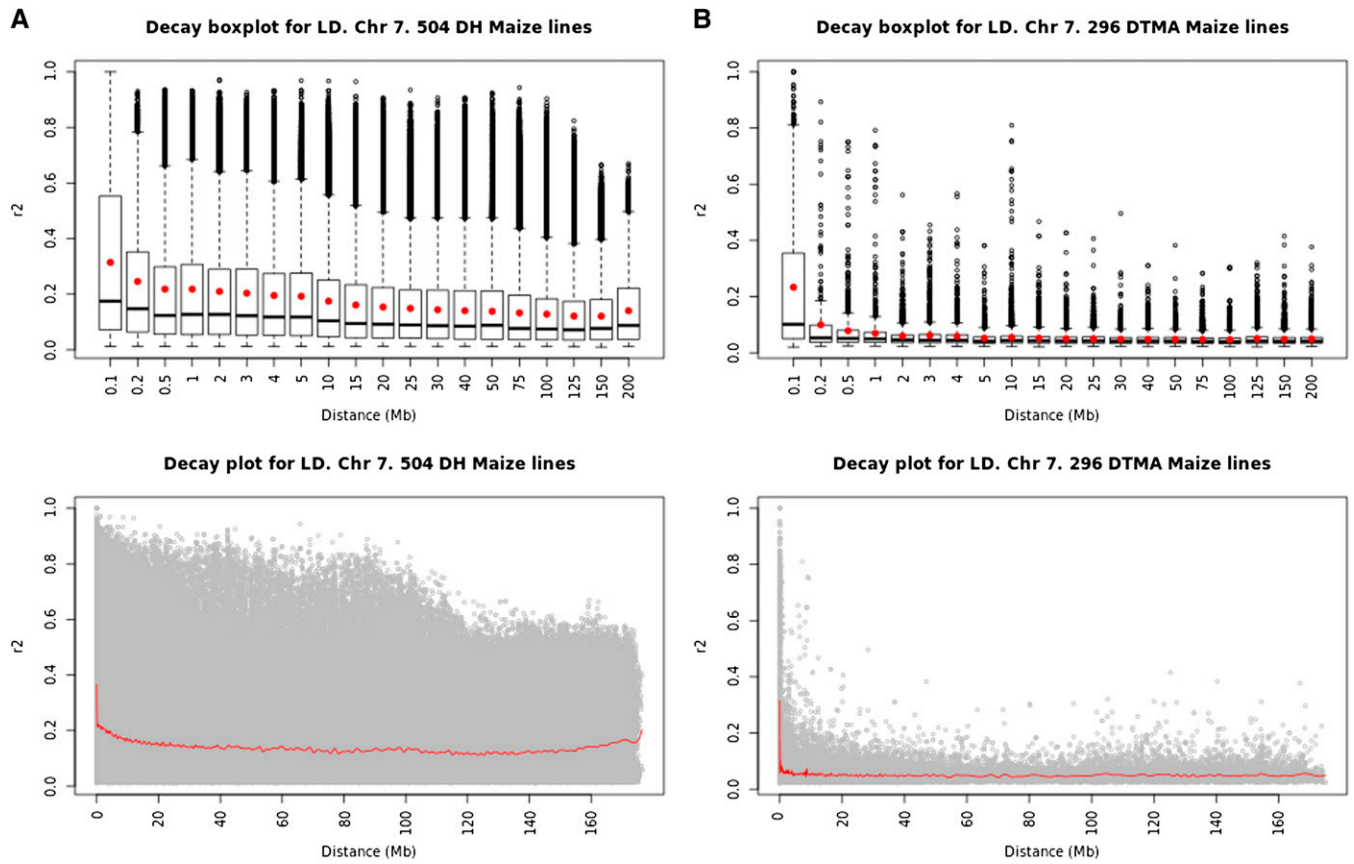 A
Decay boxplot for LD. Chr 7. 504 DH Maize lines
r2
0.0 0.2 0.4 0.6 0.8 1.0
0.1 0.2 0.5 1 2 3 4 5 10 15 20 25 30 40 50 75 100 125 150 200
Distance (Mb)
B
Decay boxplot for LD. Chr 7. 296 DTMA Maize lines
r2
0.0 0.2 0.4 0.6 0.8 1.0
0.1 0.2 0.5 1 2 3 4 5 10 15 20 25 30 40 50 75 100 125 150 200
Distance (Mb)
Decay plot for LD. Chr 7. 504 DH Maize lines
r2
0.0 0.2 0.4 0.6 0.8 1.0
0 20 40 60 80 100 120 140 160
Distance (Mb)
Decay plot for LD. Chr 7. 296 DTMA Maize lines
r2
0.0 0.2 0.4 0.6 0.8 1.0
0 20 40 60 80 100 120 140 160
Distance (Mb)